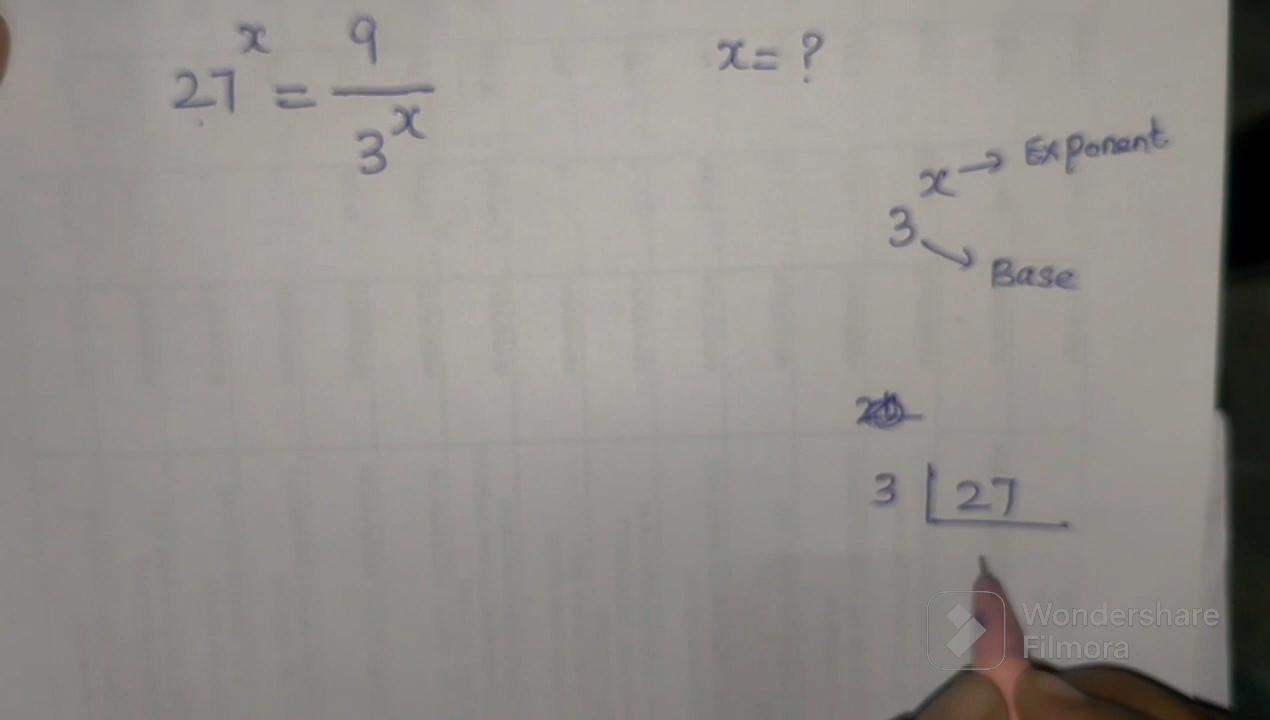 27^x = 9/3^x
x = ?
x → Exponent
3 → Base
3 | 27
Wondershare
Filmora